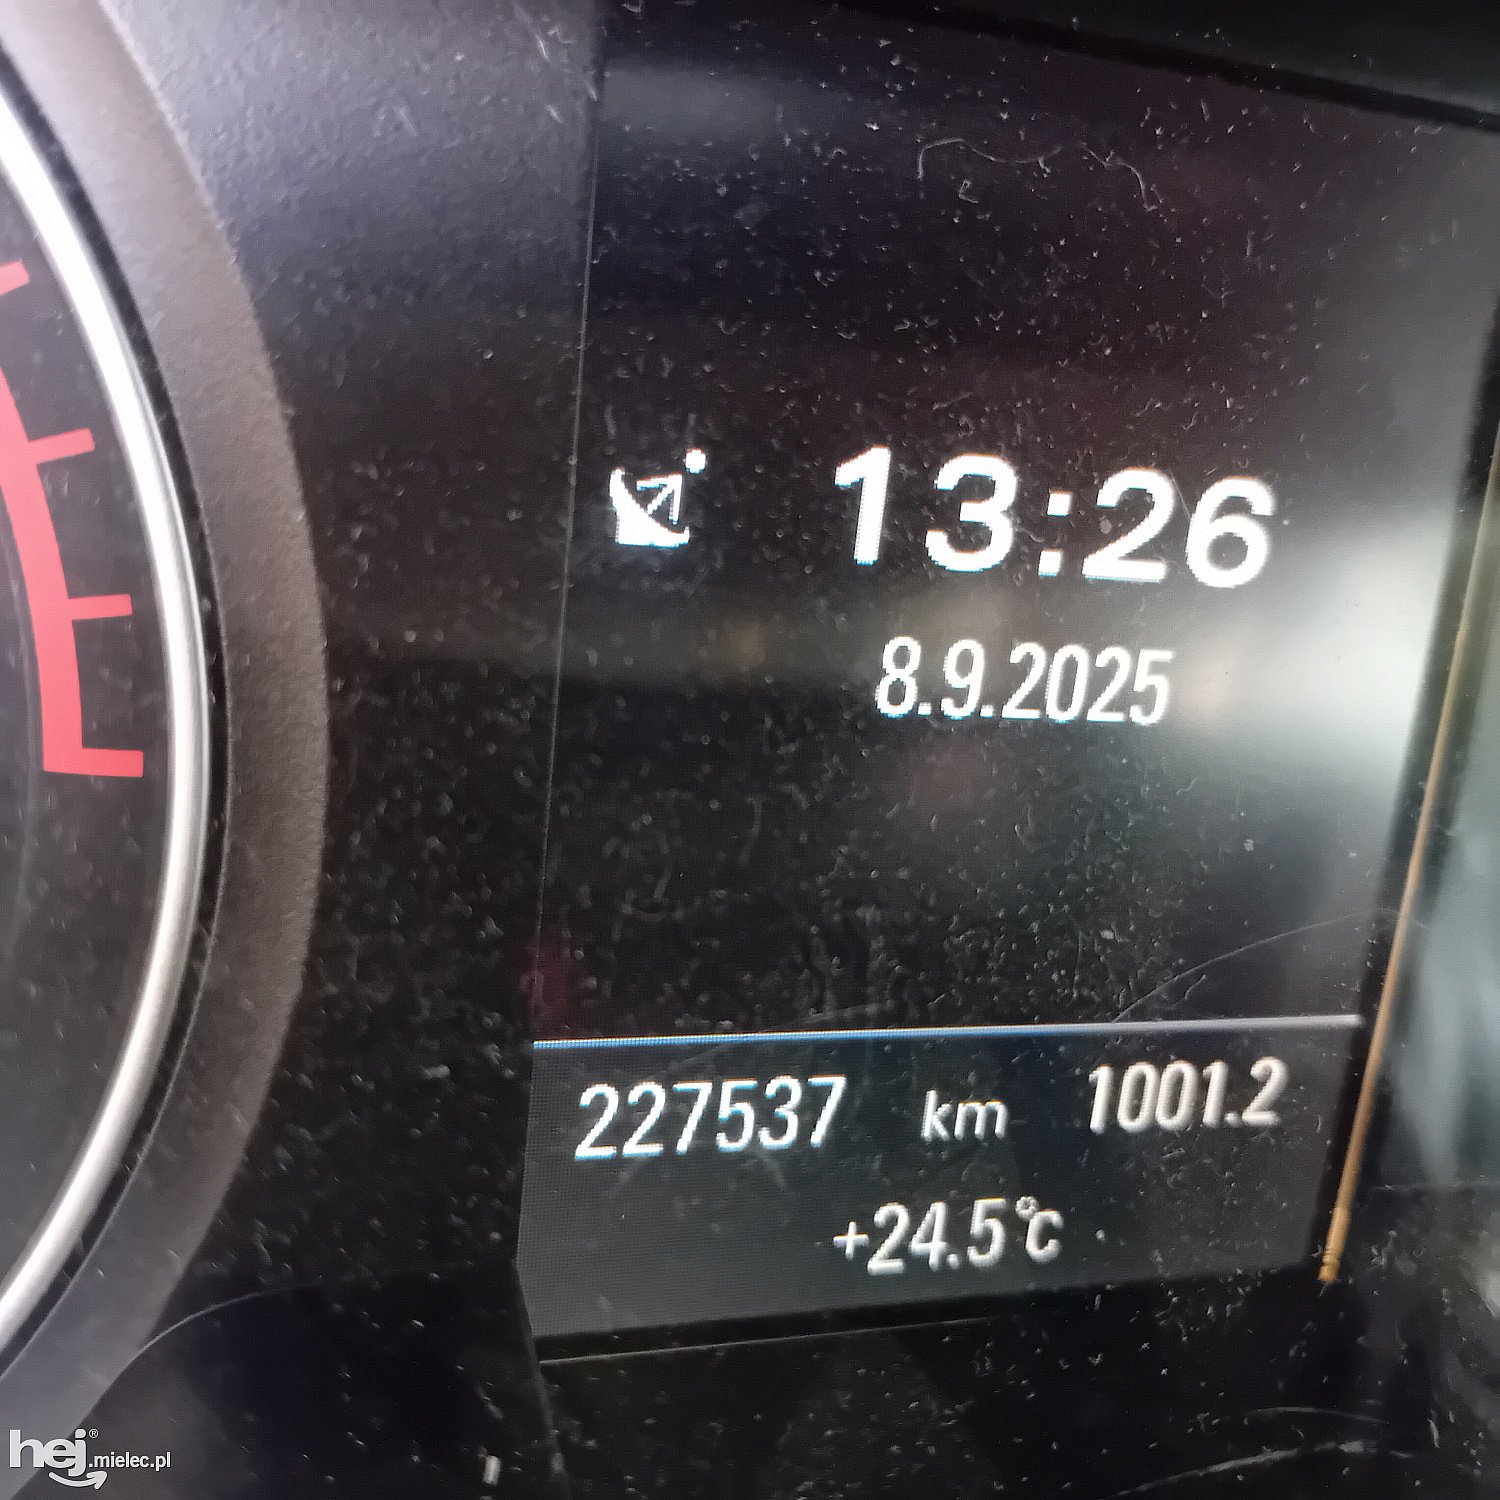 13:26
8.9.2025
227537 km 1001.2
+24.5°C
hej® .mielec.pl